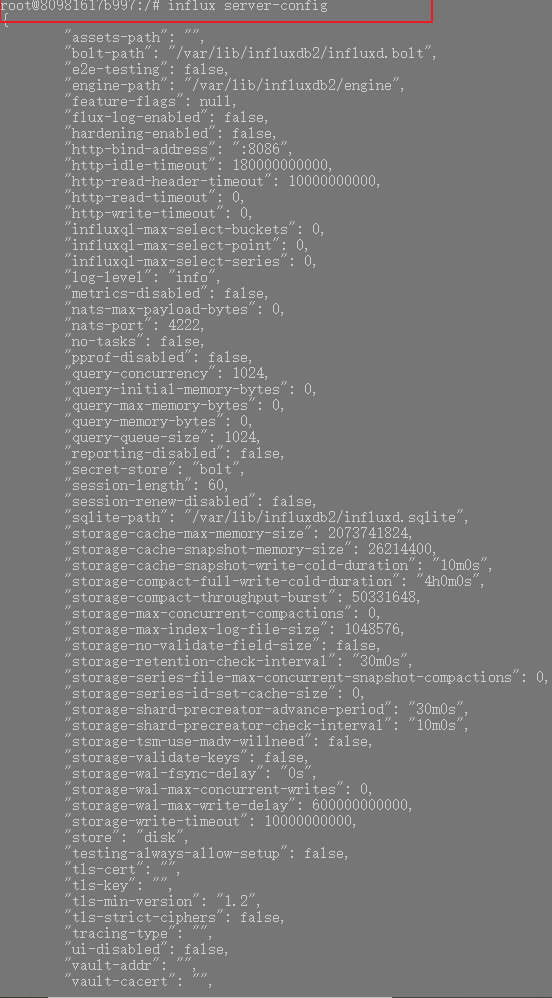 root@80981617b997:/# influx server-config
{
"assets-path": "",
"bolt-path": "/var/lib/influxdb2/influxd.bolt",
"e2e-testing": false,
"engine-path": "/var/lib/influxdb2/engine",
"feature-flags": null,
"flux-log-enabled": false,
"hardening-enabled": false,
"http-bind-address": ":8086",
"http-idle-timeout": 180000000000,
"http-read-header-timeout": 10000000000,
"http-read-timeout": 0,
"http-write-timeout": 0,
"influxql-max-select-buckets": 0,
"influxql-max-select-point": 0,
"influxql-max-select-series": 0,
"log-level": "info",
"metrics-disabled": false,
"nats-max-payload-bytes": 0,
"nats-port": 4222,
"no-tasks": false,
"pprof-disabled": false,
"query-concurrency": 1024,
"query-initial-memory-bytes": 0,
"query-max-memory-bytes": 0,
"query-memory-bytes": 0,
"query-queue-size": 1024,
"reporting-disabled": false,
"secret-store": "bolt",
"session-length": 60,
"session-renew-disabled": false,
"sqlite-path": "/var/lib/influxdb2/influxd.sqlite",
"storage-cache-max-memory-size": 2073741824,
"storage-cache-snapshot-memory-size": 26214400,
"storage-cache-snapshot-write-cold-duration": "10m0s",
"storage-compact-full-write-cold-duration": "4h0m0s",
"storage-compact-throughput-burst": 50331648,
"storage-max-concurrent-compactions": 0,
"storage-max-index-log-file-size": 1048576,
"storage-no-validate-field-size": false,
"storage-retention-check-interval": "30m0s",
"storage-series-file-max-concurrent-snapshot-compactions": 0,
"storage-series-id-set-cache-size": 0,
"storage-shard-precreator-advance-period": "30m0s",
"storage-shard-precreator-check-interval": "10m0s",
"storage-tsm-use-madv-willneed": false,
"storage-validate-keys": false,
"storage-wal-fsync-delay": "0s",
"storage-wal-max-concurrent-writes": 0,
"storage-wal-max-write-delay": 600000000000,
"storage-write-timeout": 10000000000,
"store": "disk",
"testing-always-allow-setup": false,
"tls-cert": "",
"tls-key": "",
"tls-min-version": "1.2",
"tls-strict-ciphers": false,
"tracing-type": "",
"ui-disabled": false,
"vault-addr": "",
"vault-cacert": "",